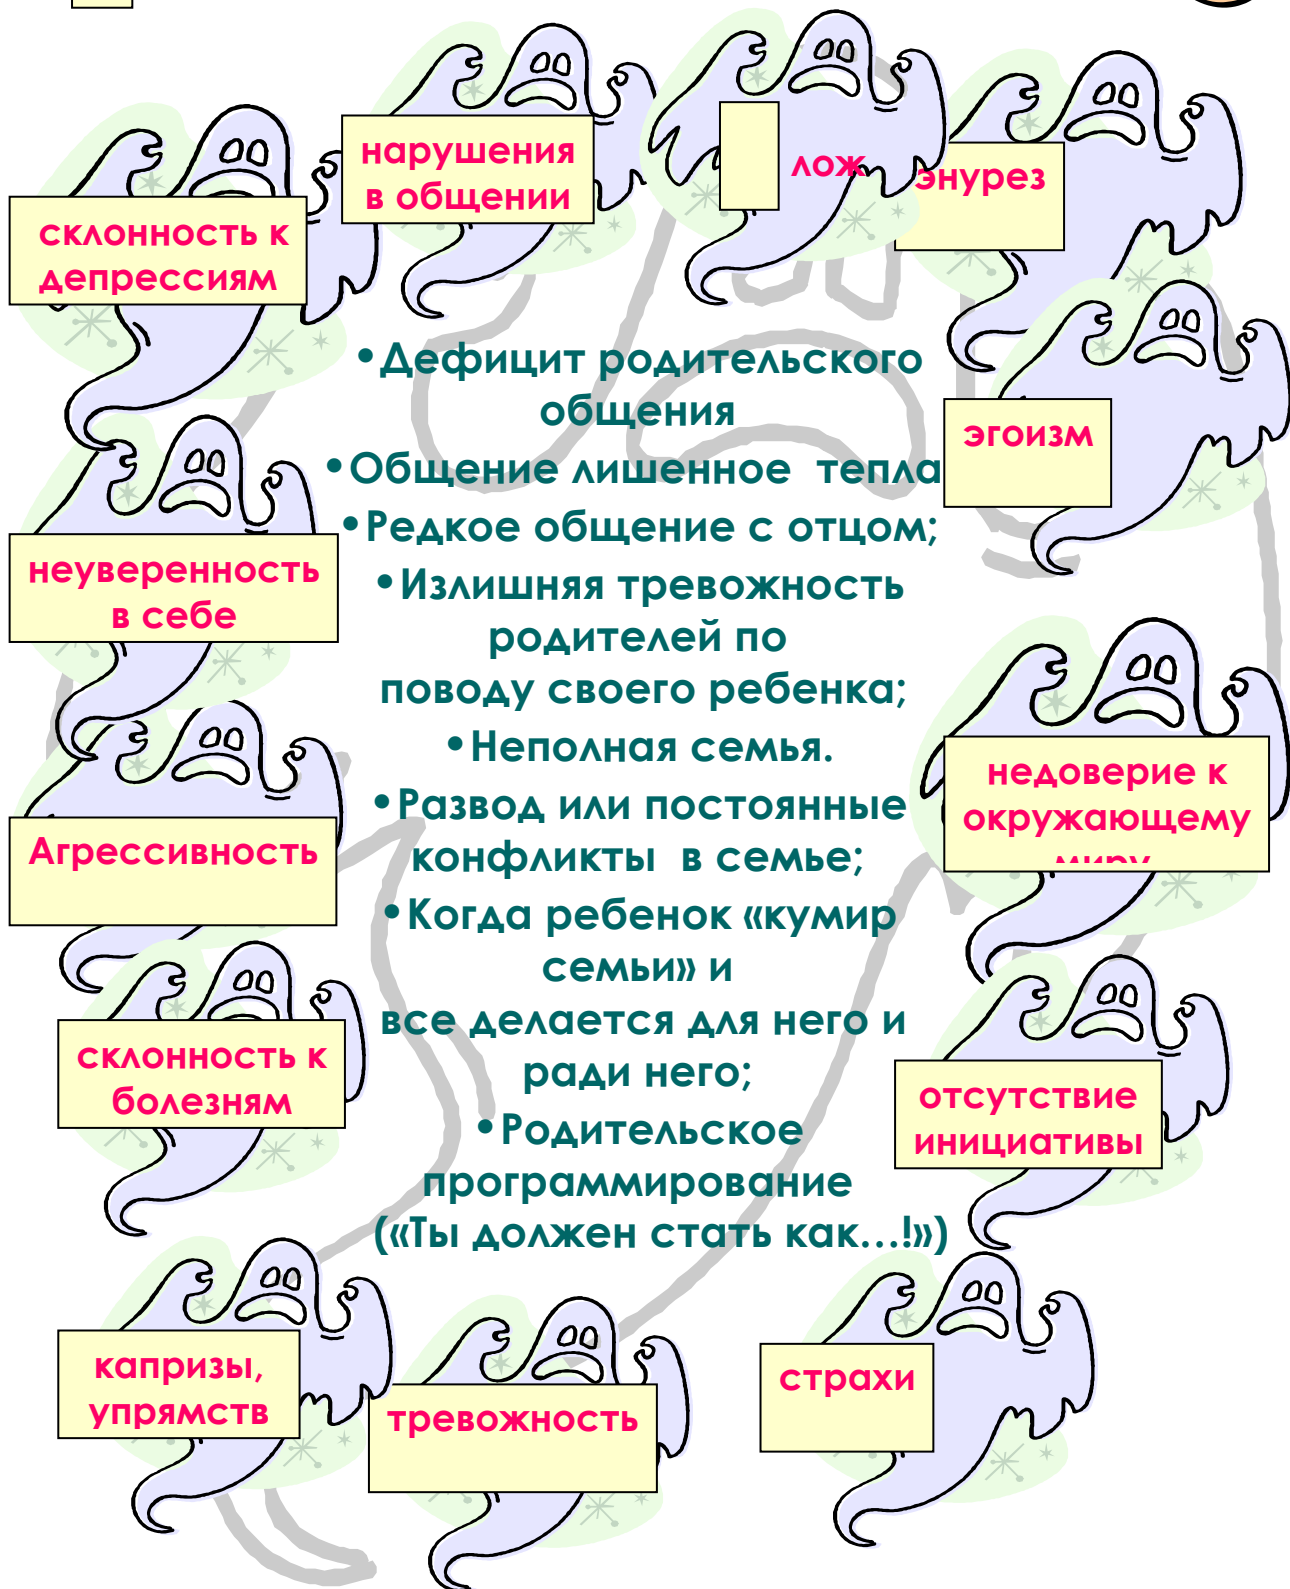 нарушения
в общении
лож
энурез
склонность к
депрессиям
эгоизм
неуверенность
в себе
недоверие к
окружающему
миру
Агрессивность
склонность к
болезням
отсутствие
инициативы
капризы,
упрямств
тревожность
страхи
•Дефицит родительского
общения
•Общение лишенное тепла
•Редкое общение с отцом;
•Излишняя тревожность
родителей по
поводу своего ребенка;
•Неполная семья.
•Развод или постоянные
конфликты в семье;
•Когда ребенок «кумир
семьи» и
все делается для него и
ради него;
•Родительское
программирование
(«Ты должен стать как...!»)